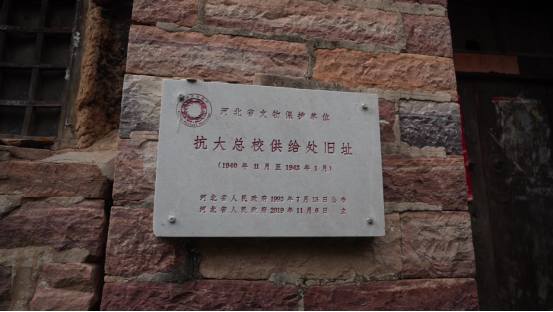 河北省文物保护单位
抗大总校供给处旧址
(1940年11月至1943年1月)
河北省人民政府1993年7月15日公布
河北省人民政府2019年11月6日 立